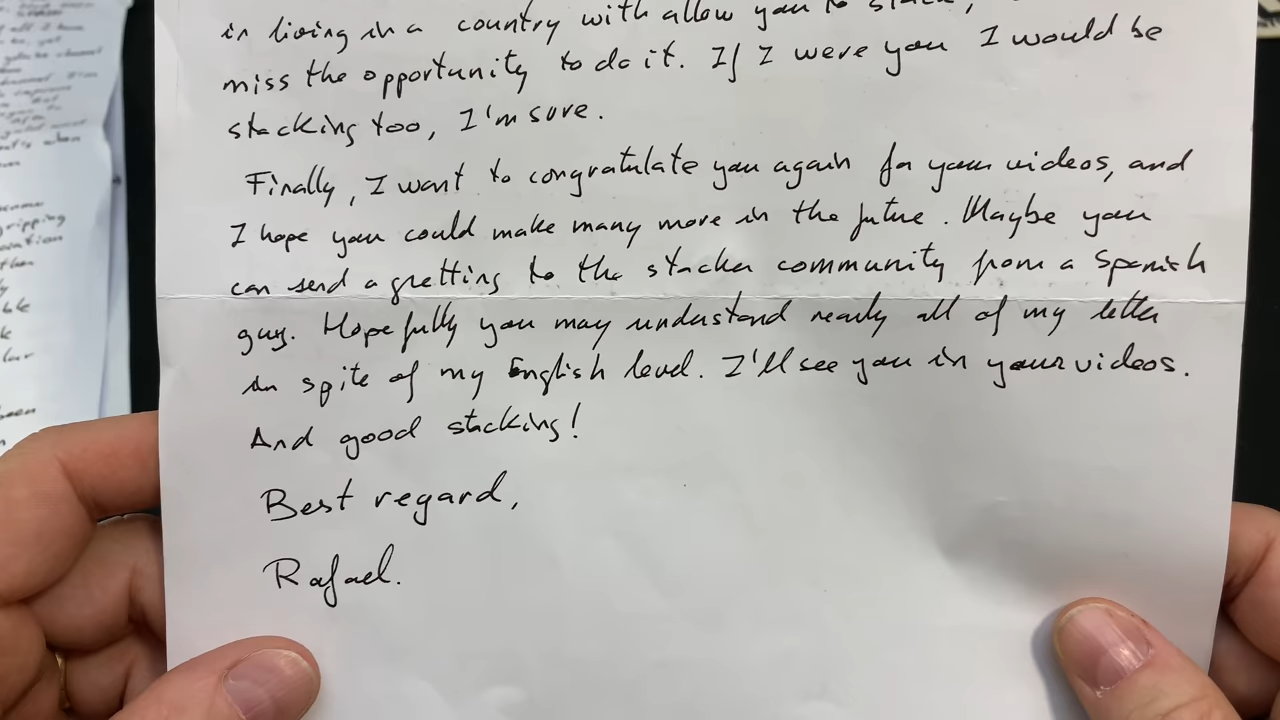 in living in a country with allow you to stack,
miss the opportunity to do it. If I were you I would be
stacking too, I'm sure.
Finally, I want to congratulate you again for your videos, and
I hope you could make many more in the future. Maybe you
can send a gretting to the stacker community from a Spanish
guy. Hopefully you may understand nearly all of my letter
in spite of my English level. I'll see you in your videos.
And good stacking!
Best regard,
Rafael.